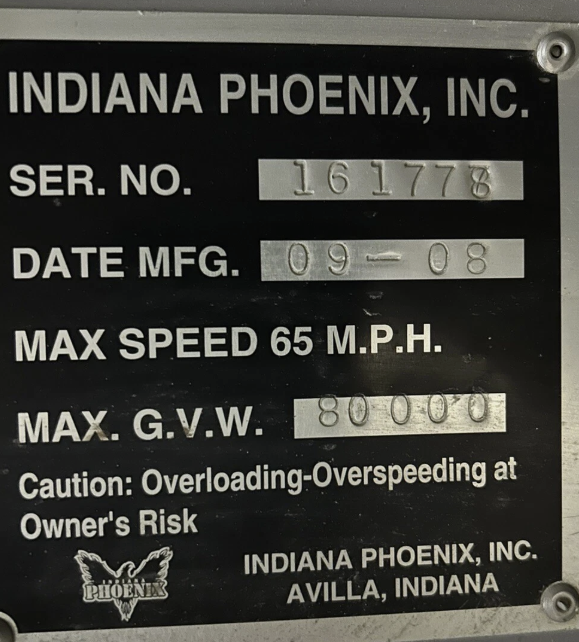 INDIANA PHOENIX, INC.
SER. NO. 161778
DATE MFG. 09-08
MAX SPEED 65 M.P.H.
MAX. G.V.W. 80000
Caution: Overloading-Overspeeding at
Owner's Risk
INDIANA
PHOENIX
INDIANA PHOENIX, INC.
AVILLA, INDIANA